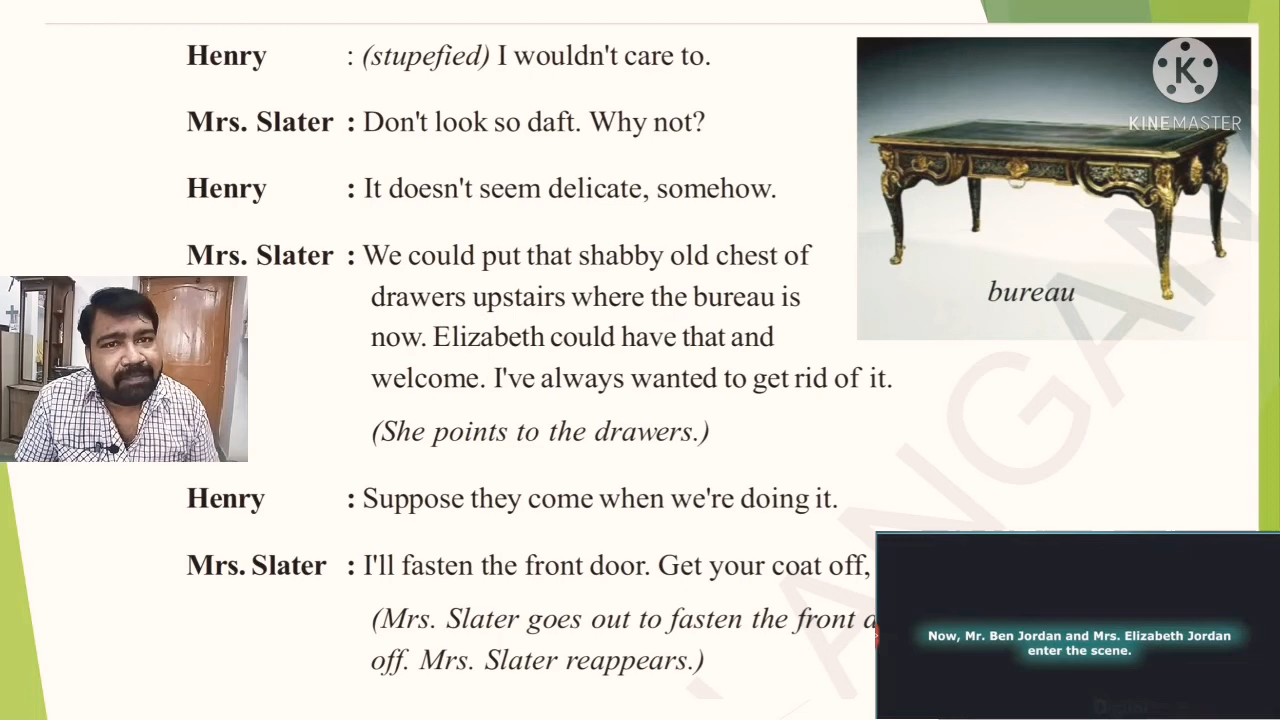 Henry : (stupefied) I wouldn't care to.
Mrs. Slater : Don't look so daft. Why not?
Henry : It doesn't seem delicate, somehow.
Mrs. Slater : We could put that shabby old chest of
drawers upstairs where the bureau is
now. Elizabeth could have that and
welcome. I've always wanted to get rid of it.
(She points to the drawers.)
Henry : Suppose they come when we're doing it.
Mrs. Slater : I'll fasten the front door. Get your coat off,
(Mrs. Slater goes out to fasten the front
off. Mrs. Slater reappears.)
K
KINEMASTER
bureau
LANGANA
Now, Mr. Ben Jordan and Mrs. Elizabeth Jordan
enter the scene.